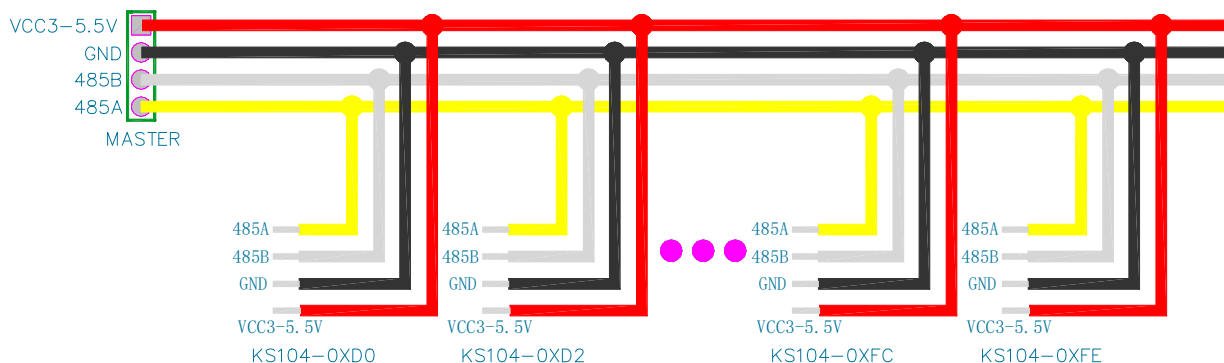 VCC3-5.5V
GND
485B
485A
MASTER
485A
485B
GND
VCC3-5.5V
KS104-0XD0
485A
485B
GND
VCC3-5.5V
KS104-0XD2
485A
485B
GND
VCC3-5.5V
KS104-0XFC
485A
485B
GND
VCC3-5.5V
KS104-0XFE